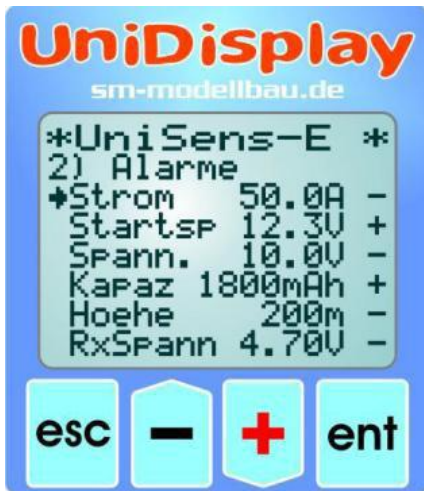 UniDisplay
sm-modellbau.de
*UniSens-E *
2) Alarme
→Strom 50.0A -
Startsp 12.3V +
Spann. 10.0V -
Kapaz 1800mAh +
Hoehe 200m -
RxSpann 4.70V -
esc - + ent